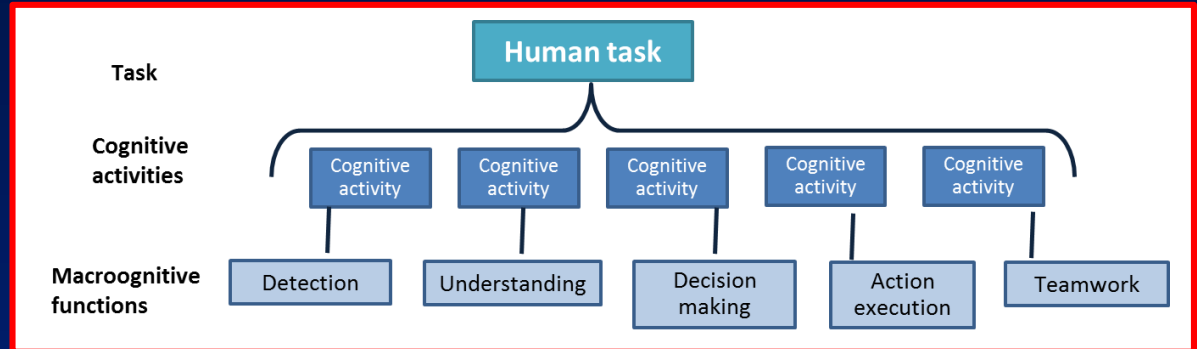 Human task
Task
Cognitive
activities
Cognitive
activity
Cognitive
activity
Cognitive
activity
Cognitive
activity
Cognitive
activity
Macroognitive
functions
Detection
Understanding
Decision
making
Action
execution
Teamwork